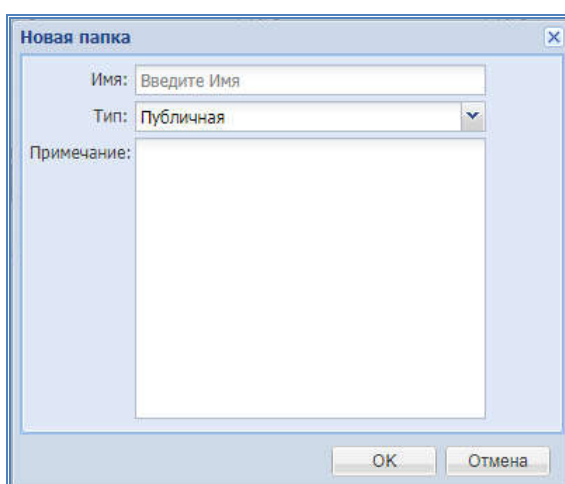 Новая папка
Имя: Введите Имя
Тип: Публичная
Примечание:
OK Отмена